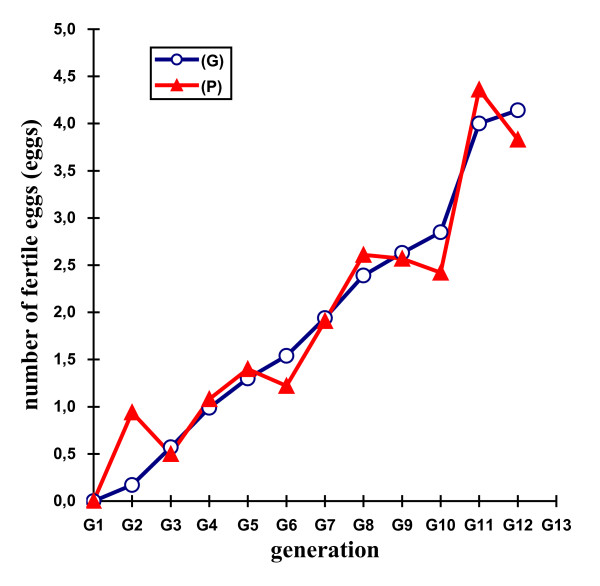 5,0
4,5
4,0
3,5
3,0
2,5
2,0
1,5
1,0
0,5
0,0
number of fertile eggs (eggs)
(G)
(P)
G1 G2 G3 G4 G5 G6 G7 G8 G9 G10 G11 G12 G13
generation